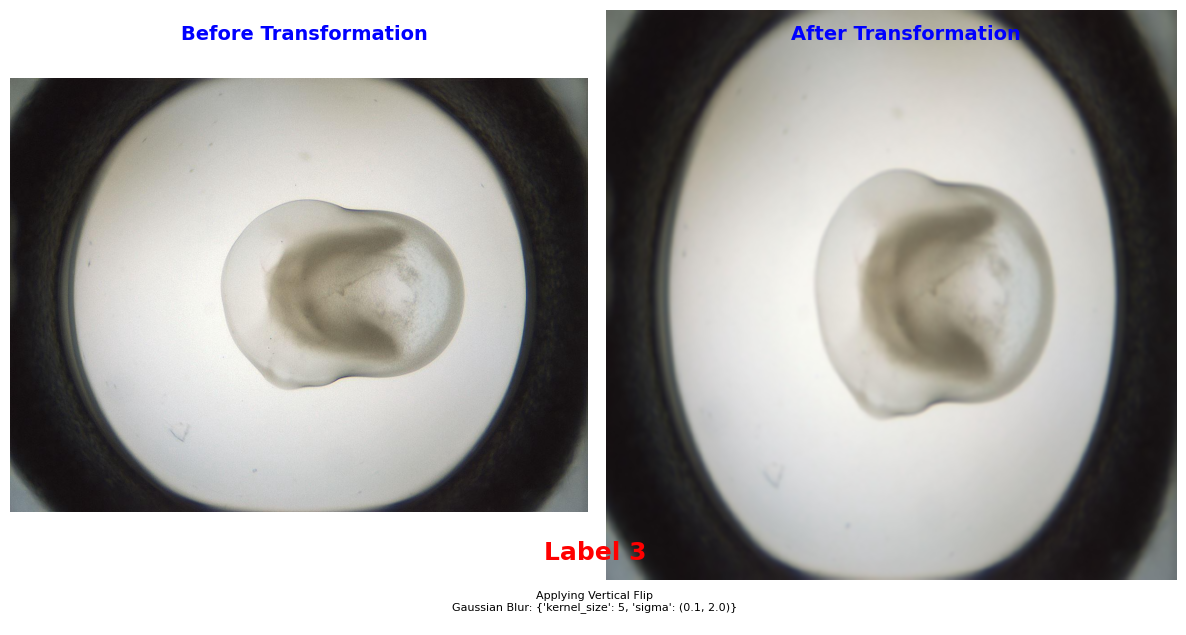 Before Transformation
After Transformation
Label 3
Applying Vertical Flip
Gaussian Blur: {'kernel_size': 5, 'sigma': (0.1, 2.0)}